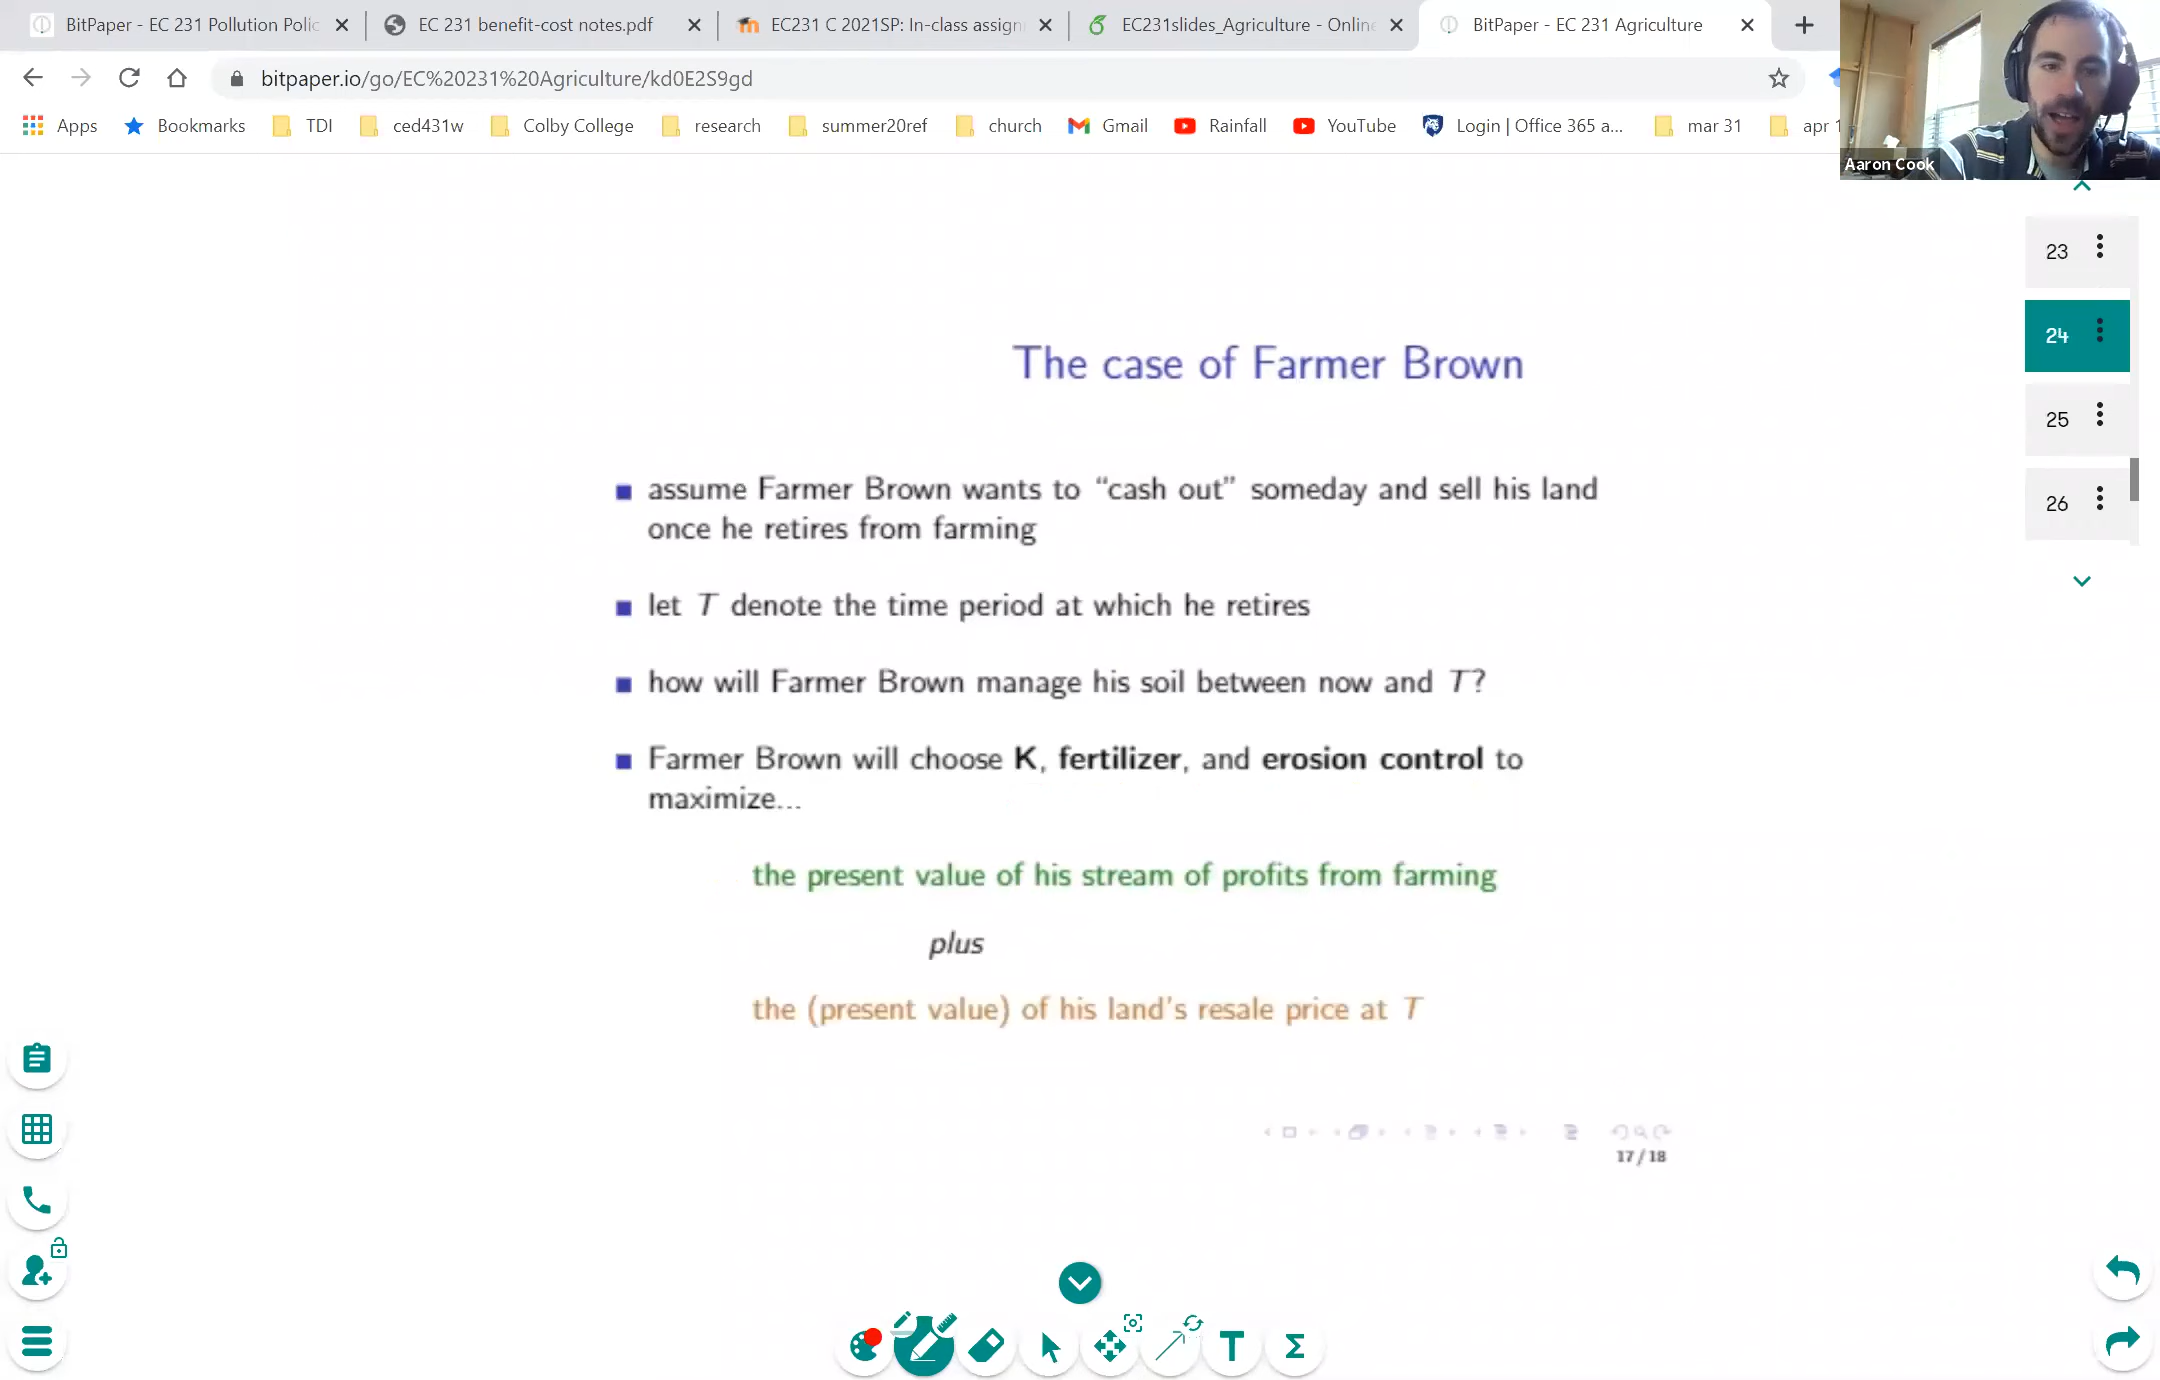 BitPaper - EC 231 Pollution Polic
EC 231 benefit-cost notes.pdf
EC231 C 2021SP: In-class assign
EC231slides_Agriculture - Online
BitPaper - EC 231 Agriculture
bitpaper.io/go/EC%20231%20Agriculture/kd0E2S9gd
Apps
Bookmarks
TDI
ced431w
Colby College
research
summer20ref
church
Gmail
Rainfall
YouTube
Login | Office 365 a...
mar 31
apr 1
Aaron Cook
23
24
25
26
The case of Farmer Brown
assume Farmer Brown wants to “cash out” someday and sell his land
once he retires from farming
let T denote the time period at which he retires
how will Farmer Brown manage his soil between now and T?
Farmer Brown will choose K, fertilizer, and erosion control to
maximize...
the present value of his stream of profits from farming
plus
the (present value) of his land's resale price at T
17/18
T
Σ